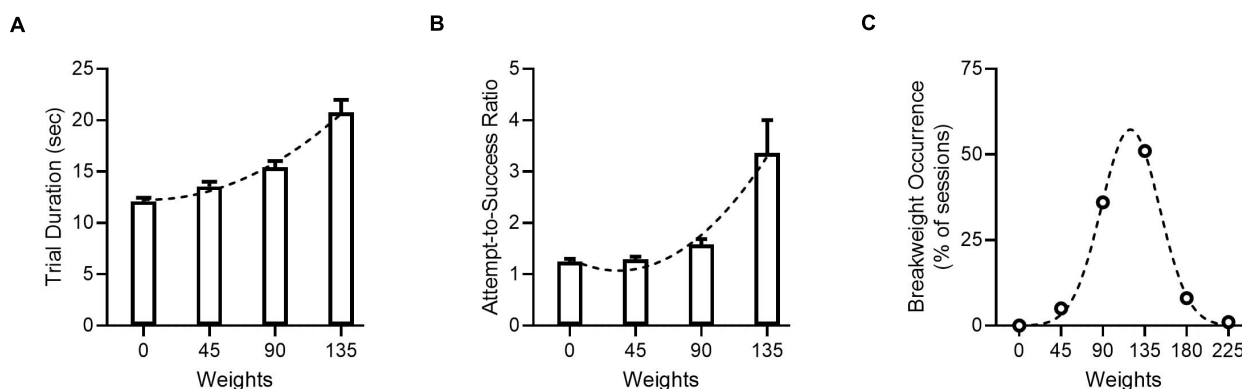 A
Trial Duration (sec)
25
20
15
10
5
0
0 45 90 135
Weights
B
Attempt-to-Success Ratio
5
4
3
2
1
0
0 45 90 135
Weights
C
Breakweight Occurrence
(% of sessions)
75
50
25
0
0 45 90 135 180 225
Weights